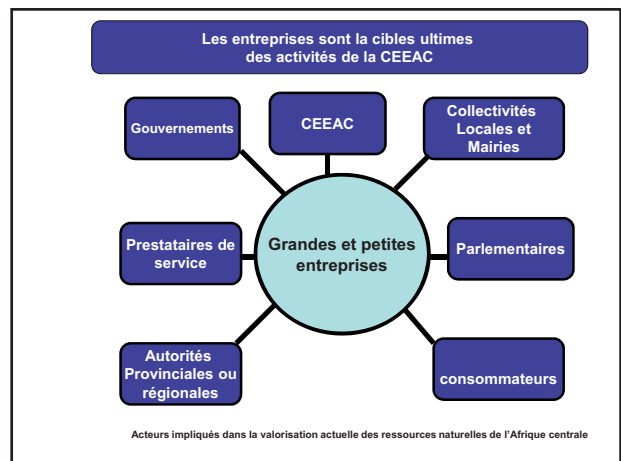 Les entreprises sont la cibles ultimes
des activités de la CEEAC
Gouvernements
CEEAC
Collectivités
Locales et
Mairies
Prestataires de
service
Grandes et petites
entreprises
Parlementaires
Autorités
Provinciales ou
régionales
consommateurs
Acteurs impliqués dans la valorisation actuelle des ressources naturelles de l'Afrique centrale